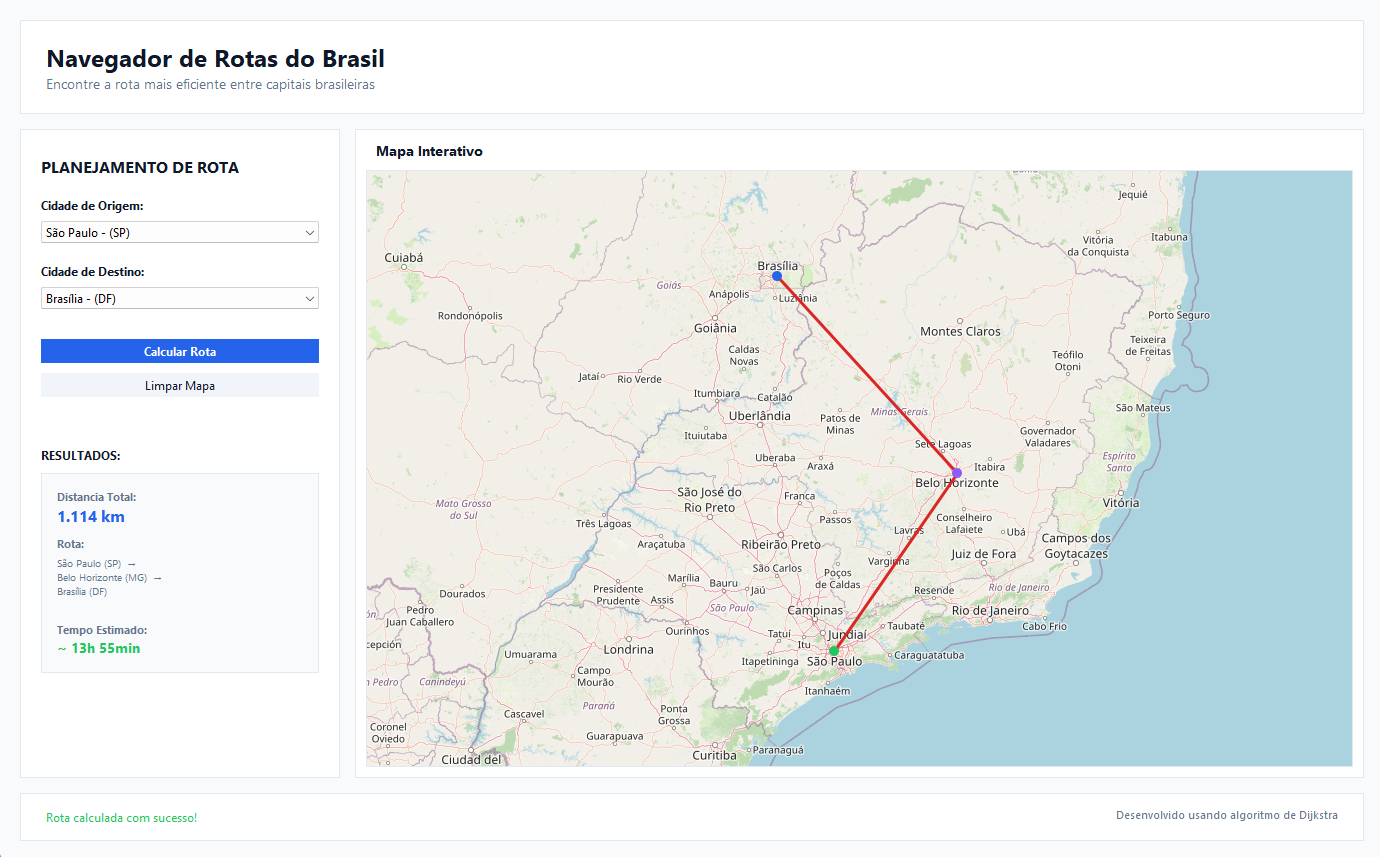 Navegador de Rotas do Brasil
Encontre a rota mais eficiente entre capitais brasileiras
PLANEJAMENTO DE ROTA
Cidade de Origem:
São Paulo - (SP)
Cidade de Destino:
Brasília - (DF)
Calcular Rota
Limpar Mapa
RESULTADOS:
Distancia Total:
1.114 km
Rota:
São Paulo (SP) →
Belo Horizonte (MG) →
Brasília (DF)
Tempo Estimado:
~ 13h 55min
Mapa Interativo
Jequié
Vitória
da Conquista
Itabuna
Cuiabá
Brasília
Goiás
Anápolis
Luziânia
Rondonópolis
Porto Seguro
Goiânia
Montes Claros
Teixeira
de Freitas
Caldas
Novas
Teófilo
Otoni
Jataí
Rio Verde
Itumbiara
Catalão
São Mateus
Uberlândia
Patos de
Minas
Minas Gerais
Ituiutaba
Governador
Valadares
Sete Lagoas
Uberaba
Araxá
Itabira
Espírito
Santo
Belo Horizonte
São José do
Rio Preto
Franca
Mato Grosso
do Sul
Vitória
Três Lagoas
Passos
Conselheiro
Lafaiete
Lavras
Ubá
Campos dos
Goytacazes
Araçatuba
Ribeirão Preto
Juiz de Fora
Varginha
São Carlos
Poços
de Caldas
Marília
Bauru
Jaú
Presidente
Prudente
Assis
Dourados
Resende
Rio de Janeiro
São Paulo
Campinas
Rio de Janeiro
Pedro
Juan Caballero
Cabo Frio
Taubaté
Ourinhos
Tatuí
Jundiaí
Itu
Londrina
Umuarama
Itapetininga
São Paulo
Caraguatatuba
cepción
Campo
Mourão
n Pedro
Canindeyú
Itanhaém
Paraná
Cascavel
Ponta
Grossa
Coronel
Oviedo
Guarapuava
Curitiba
Paranaguá
Ciudad del
Rota calculada com sucesso!
Desenvolvido usando algoritmo de Dijkstra